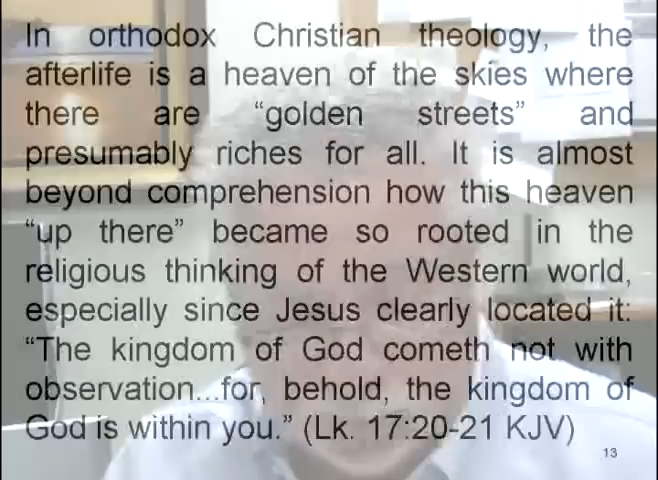 In orthodox Christian theology, the
afterlife is a heaven of the skies where
there are “golden streets” and
presumably riches for all. It is almost
beyond comprehension how this heaven
“up there” became so rooted in the
religious thinking of the Western world,
especially since Jesus clearly located it:
“The kingdom of God cometh not with
observation...for, behold, the kingdom of
God is within you.” (Lk. 17:20-21 KJV)
13